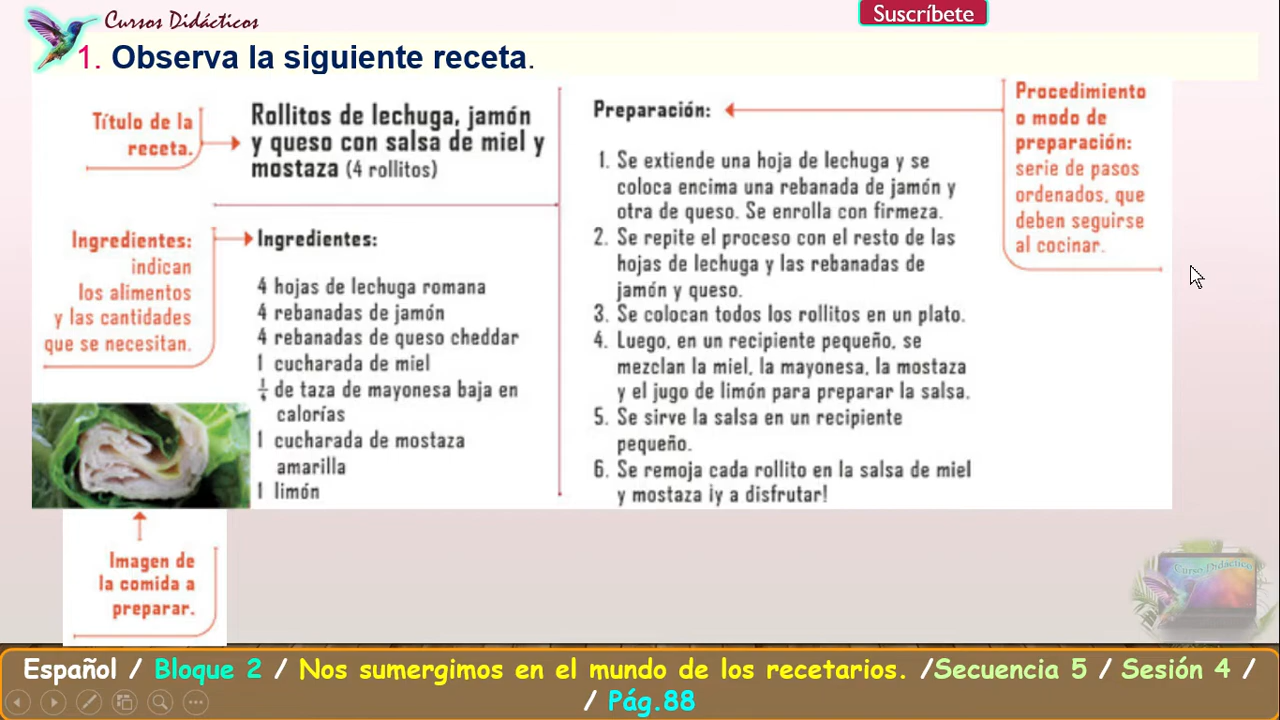 Cursos Didácticos
Suscríbete
1. Observa la siguiente receta.
Título de la
receta.
Rollitos de lechuga, jamón
y queso con salsa de miel y
mostaza (4 rollitos)
Ingredientes:
indican
los alimentos
y las cantidades
que se necesitan.
Ingredientes:
4 hojas de lechuga romana
4 rebanadas de jamón
4 rebanadas de queso cheddar
1 cucharada de miel
¼ de taza de mayonesa baja en
calorías
1 cucharada de mostaza
amarilla
1 limón
Imagen de
la comida a
preparar.
Preparación:
1. Se extiende una hoja de lechuga y se
coloca encima una rebanada de jamón y
otra de queso. Se enrolla con firmeza.
2. Se repite el proceso con el resto de las
hojas de lechuga y las rebanadas de
jamón y queso.
3. Se colocan todos los rollitos en un plato.
4. Luego, en un recipiente pequeño, se
mezclan la miel, la mayonesa, la mostaza
y el jugo de limón para preparar la salsa.
5. Se sirve la salsa en un recipiente
pequeño.
6. Se remoja cada rollito en la salsa de miel
y mostaza ¡y a disfrutar!
Procedimiento
o modo de
preparación:
serie de pasos
ordenados, que
deben seguirse
al cocinar.
Curso Didáctico
Español / Bloque 2 / Nos sumergimos en el mundo de los recetarios. /Secuencia 5 / Sesión 4 /
/ Pág.88